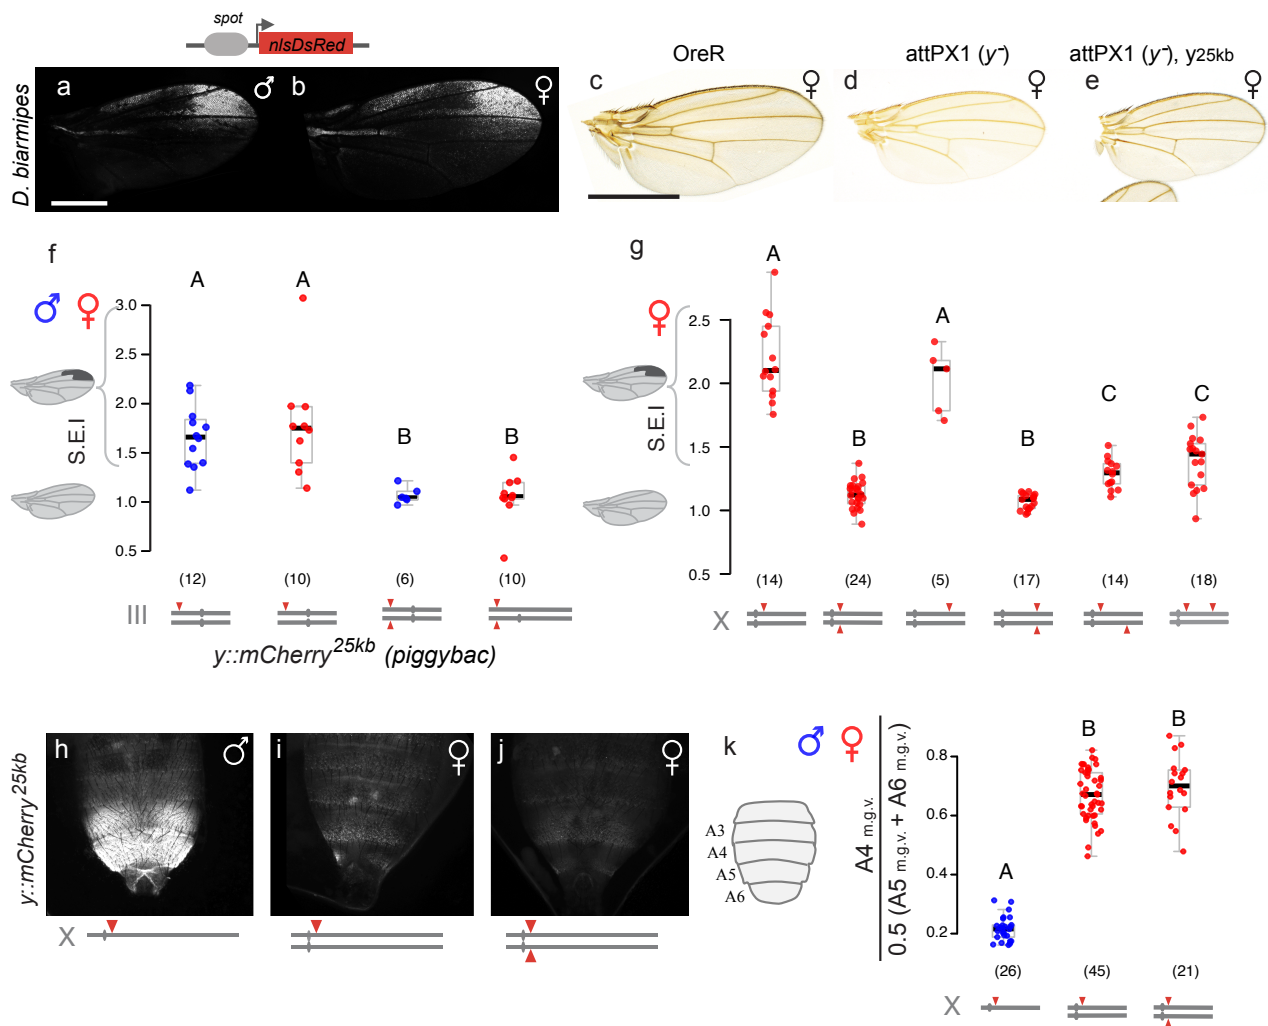 spot
nlsDsRed
D. biarmipes
a ♂
b ♀
OreR
c ♀
attPX1 (y-)
d ♀
attPX1 (y-), y25kb
e ♀
f
♂ ♀
S.E.I
3.0
2.5
2.0
1.5
1.0
0.5
A A B B
(12) (10) (6) (10)
III
y::mCherry25kb (piggybac)
g
♀
S.E.I
2.5
2.0
1.5
1.0
0.5
A B A B C C
(14) (24) (5) (17) (14) (18)
X
y::mCherry25kb
h ♂
i ♀
j ♀
X
k
♂ ♀
A3
A4
A5
A6
A4 m.g.v.
0.5 (A5 m.g.v. + A6 m.g.v.)
0.8
0.6
0.4
0.2
A B B
(26) (45) (21)
X